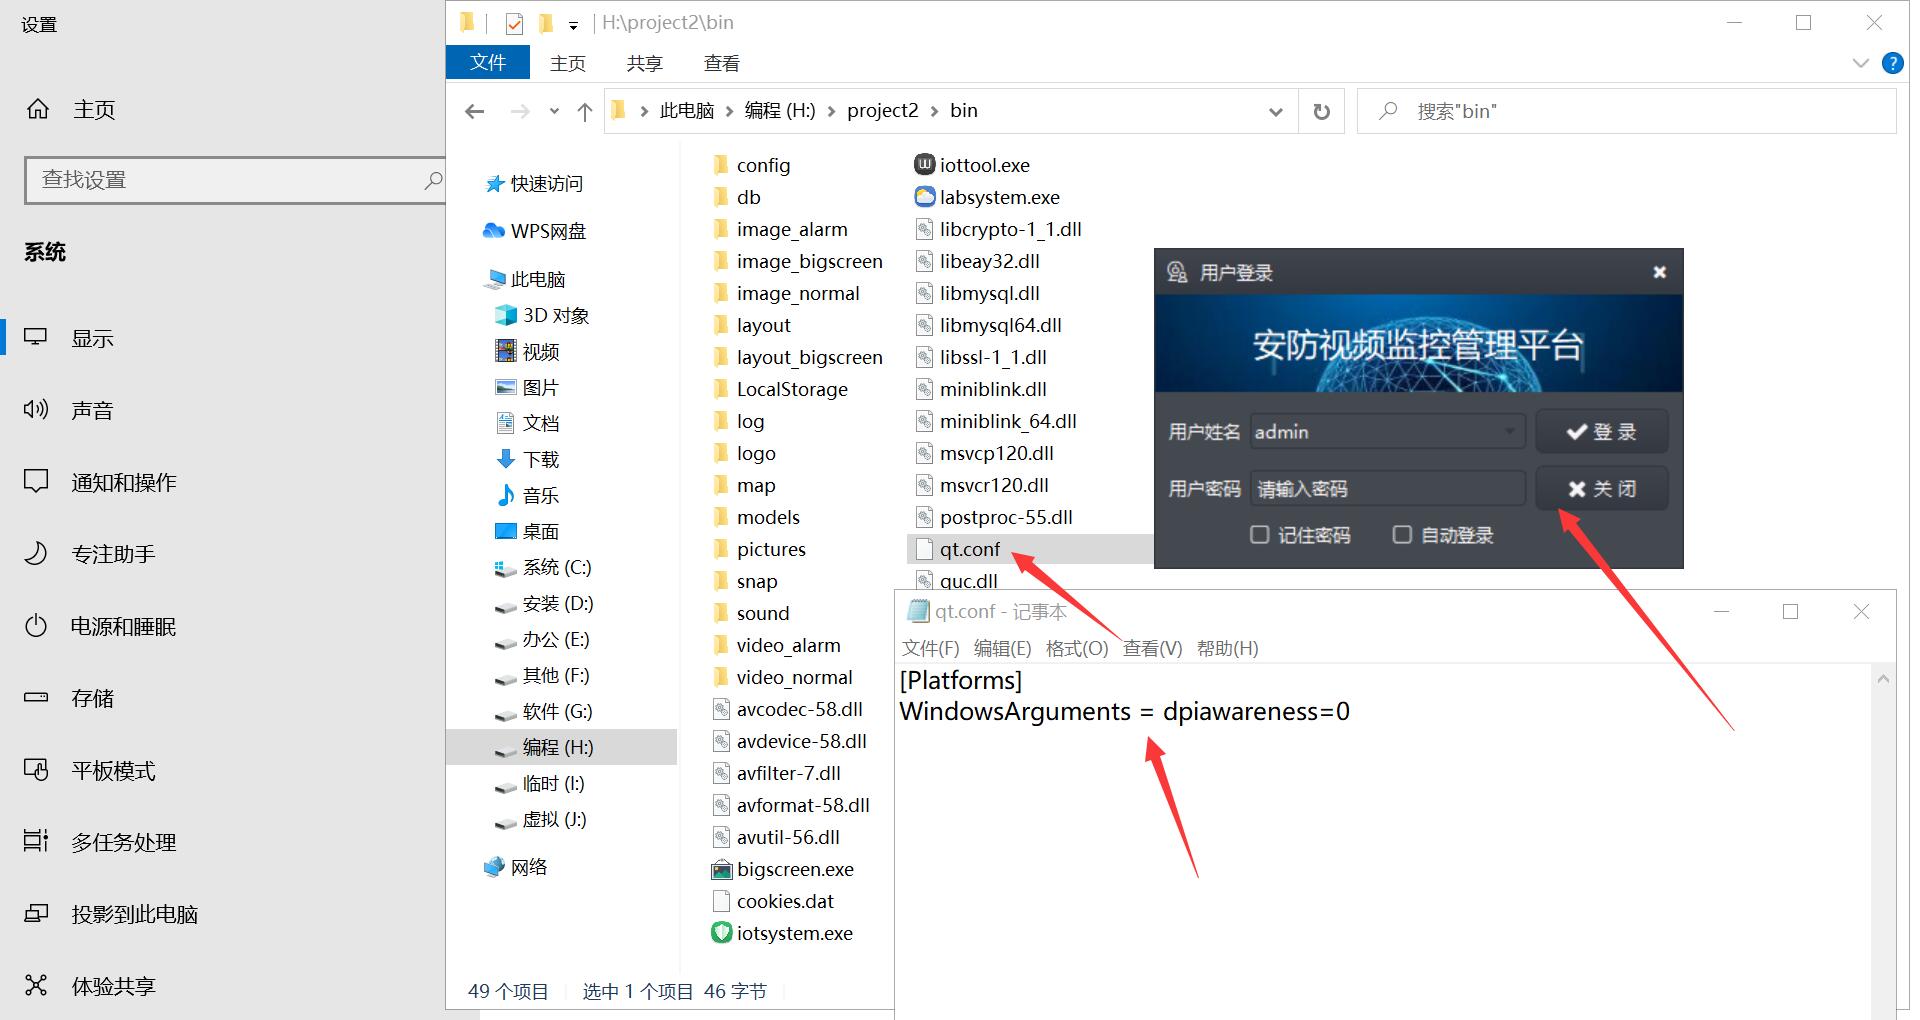 设置
主页
查找设置
系统
显示
声音
通知和操作
专注助手
电源和睡眠
存储
平板模式
多任务处理
投影到此电脑
体验共享
H:\project2\bin
文件 主页 共享 查看
此电脑 编程 (H:) project2 bin
搜索"bin"
快速访问
WPS网盘
此电脑
3D 对象
视频
图片
文档
下载
音乐
桌面
系统 (C:)
安装 (D:)
办公 (E:)
其他 (F:)
软件 (G:)
编程 (H:)
临时 (I:)
虚拟 (J:)
网络
config
db
image_alarm
image_bigscreen
image_normal
layout
layout_bigscreen
LocalStorage
log
logo
map
models
pictures
snap
sound
video_alarm
video_normal
avcodec-58.dll
avdevice-58.dll
avfilter-7.dll
avformat-58.dll
avutil-56.dll
bigscreen.exe
cookies.dat
iotsystem.exe
iottool.exe
labsystem.exe
libcrypto-1_1.dll
libeay32.dll
libmysql.dll
libmysql64.dll
libssl-1_1.dll
miniblink.dll
miniblink_64.dll
msvcp120.dll
msvcr120.dll
postproc-55.dll
qt.conf
quc.dll
49 个项目 选中 1 个项目 46 字节
用户登录
安防视频监控管理平台
用户姓名 admin 登 录
用户密码 请输入密码 关 闭
记住密码 自动登录
qt.conf - 记事本
文件(F) 编辑(E) 格式(O) 查看(V) 帮助(H)
[Platforms]
WindowsArguments = dpiawareness=0